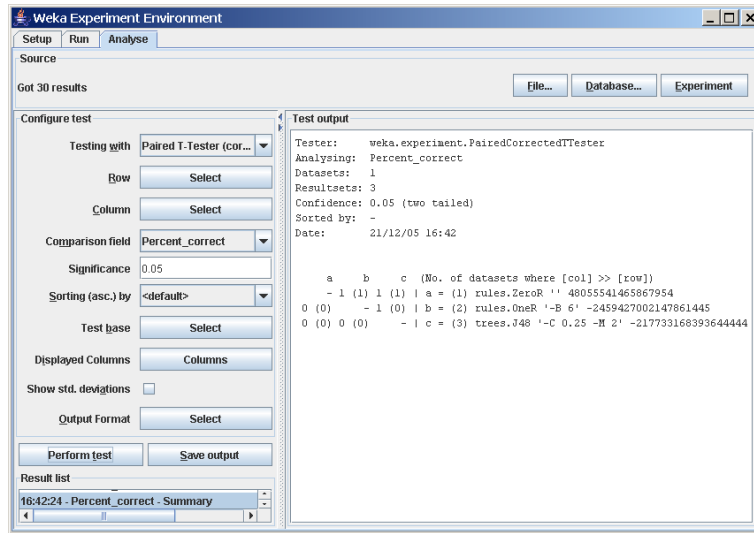 Weka Experiment Environment
Setup Run Analyse
Source
Got 30 results
File... Database... Experiment
Configure test
Testing with Paired T-Tester (cor...
Row Select
Column Select
Comparison field Percent_correct
Significance 0.05
Sorting (asc.) by <default>
Test base Select
Displayed Columns Columns
Show std. deviations
Output Format Select
Perform test Save output
Result list
16:42:24 - Percent_correct - Summary
Test output
Tester: weka.experiment.PairedCorrectedTTester
Analysing: Percent_correct
Datasets: 1
Resultsets: 3
Confidence: 0.05 (two tailed)
Sorted by: -
Date: 21/12/05 16:42
a b c (No. of datasets where [col] >> [row])
- 1 (1) 1 (1) | a = (1) rules.ZeroR '' 48055541465867954
0 (0) - 1 (0) | b = (2) rules.OneR '-B 6' -2459427002147861445
0 (0) 0 (0) - | c = (3) trees.J48 '-C 0.25 -M 2' -217733168393644444